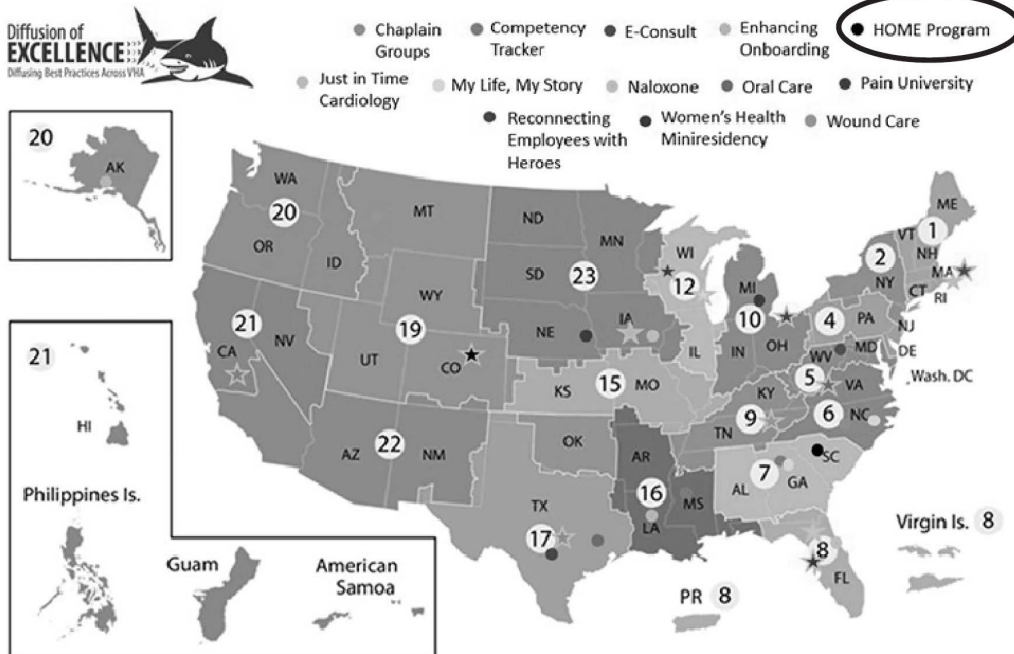 Diffusion of
EXCELLENCE
Diffusing Best Practices Across VHA
Chaplain
Groups
Competency
Tracker
E-Consult
Enhancing
Onboarding
HOME Program
Just in Time
Cardiology
My Life, My Story
Naloxone
Oral Care
Pain University
Reconnecting
Employees with
Heroes
Women's Health
Miniresidency
Wound Care
20
AK
WA
20
OR
ID
MT
ND
MN
SD
23
WI
12
MI
10
ME
1
VT
NH
2
NY
MA
CT
RI
21
CA
NV
WY
19
UT
CO
NE
IA
IL
IN
OH
4
PA
NJ
WV
MD
DE
Wash. DC
5
VA
KS
15
MO
KY
9
TN
6
NC
SC
AZ
22
NM
OK
AR
16
MS
LA
AL
7
GA
TX
17
8
FL
21
HI
Philippines Is.
Guam
American
Samoa
PR 8
Virgin Is. 8